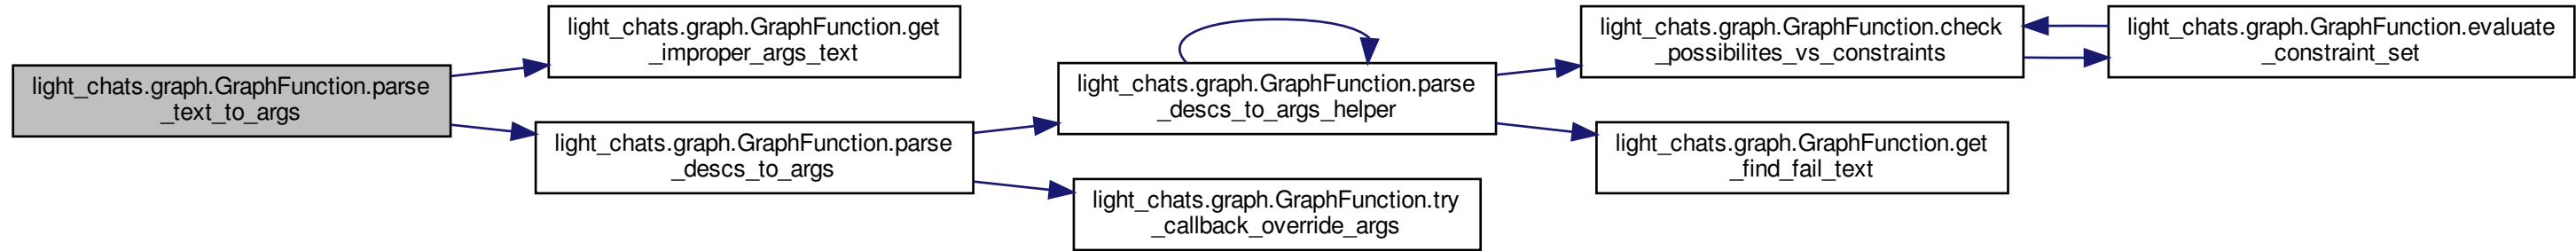 light_chats.graph.GraphFunction.parse
_text_to_args
light_chats.graph.GraphFunction.get
_improper_args_text
light_chats.graph.GraphFunction.parse
_descs_to_args
light_chats.graph.GraphFunction.parse
_descs_to_args_helper
light_chats.graph.GraphFunction.try
_callback_override_args
light_chats.graph.GraphFunction.check
_possibilites_vs_constraints
light_chats.graph.GraphFunction.get
_find_fail_text
light_chats.graph.GraphFunction.evaluate
_constraint_set